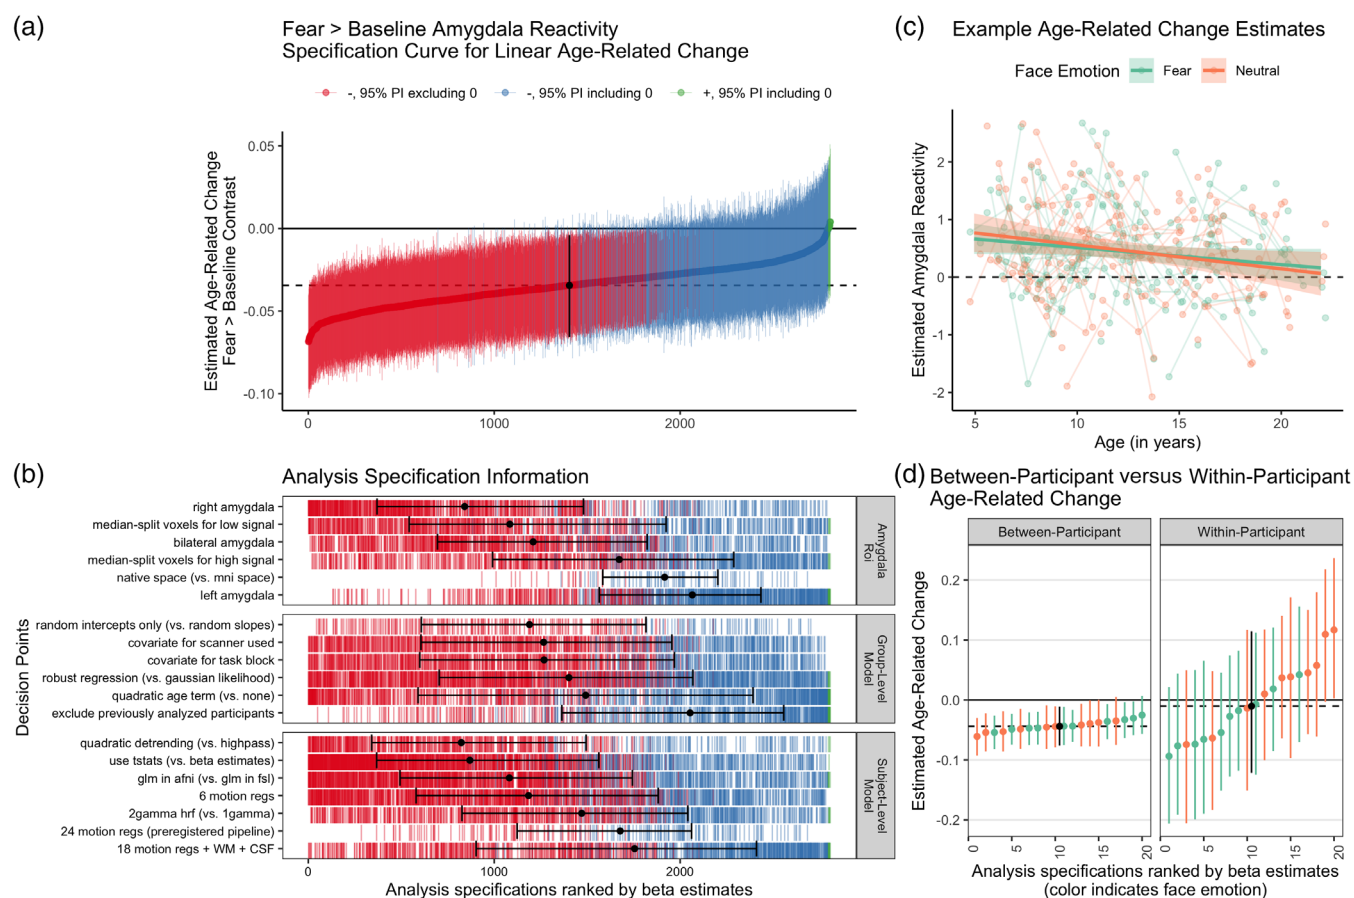 (a)
Fear > Baseline Amygdala Reactivity
Specification Curve for Linear Age-Related Change
-, 95% PI excluding 0
-, 95% PI including 0
+, 95% PI including 0
Estimated Age-Related Change
Fear > Baseline Contrast
0.05
0.00
-0.05
-0.10
0
1000
2000
(b)
Analysis Specification Information
Decision Points
right amygdala
median-split voxels for low signal
bilateral amygdala
median-split voxels for high signal
native space (vs. mni space)
left amygdala
Amygdala
Roi
random intercepts only (vs. random slopes)
covariate for scanner used
covariate for task block
robust regression (vs. gaussian likelihood)
quadratic age term (vs. none)
exclude previously analyzed participants
Group-Level
Model
quadratic detrending (vs. highpass)
use tstats (vs. beta estimates)
glm in afni (vs. glm in fsl)
6 motion regs
2gamma hrf (vs. 1gamma)
24 motion regs (preregistered pipeline)
18 motion regs + WM + CSF
Subject-Level
Model
0
1000
2000
Analysis specifications ranked by beta estimates
(c)
Example Age-Related Change Estimates
Face Emotion
Fear
Neutral
Estimated Amygdala Reactivity
2
1
0
-1
-2
5
10
15
20
Age (in years)
(d)
Between-Participant versus Within-Participant
Age-Related Change
Between-Participant
Within-Participant
Estimated Age-Related Change
0.2
0.1
0.0
-0.1
-0.2
0
5
10
15
20
0
5
10
15
20
Analysis specifications ranked by beta estimates
(color indicates face emotion)